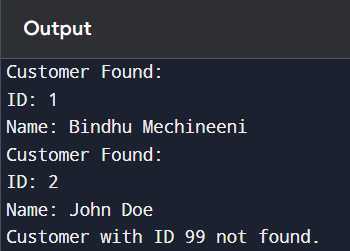 Output
Customer Found:
ID: 1
Name: Bindhu Mechineeni
Customer Found:
ID: 2
Name: John Doe
Customer with ID 99 not found.